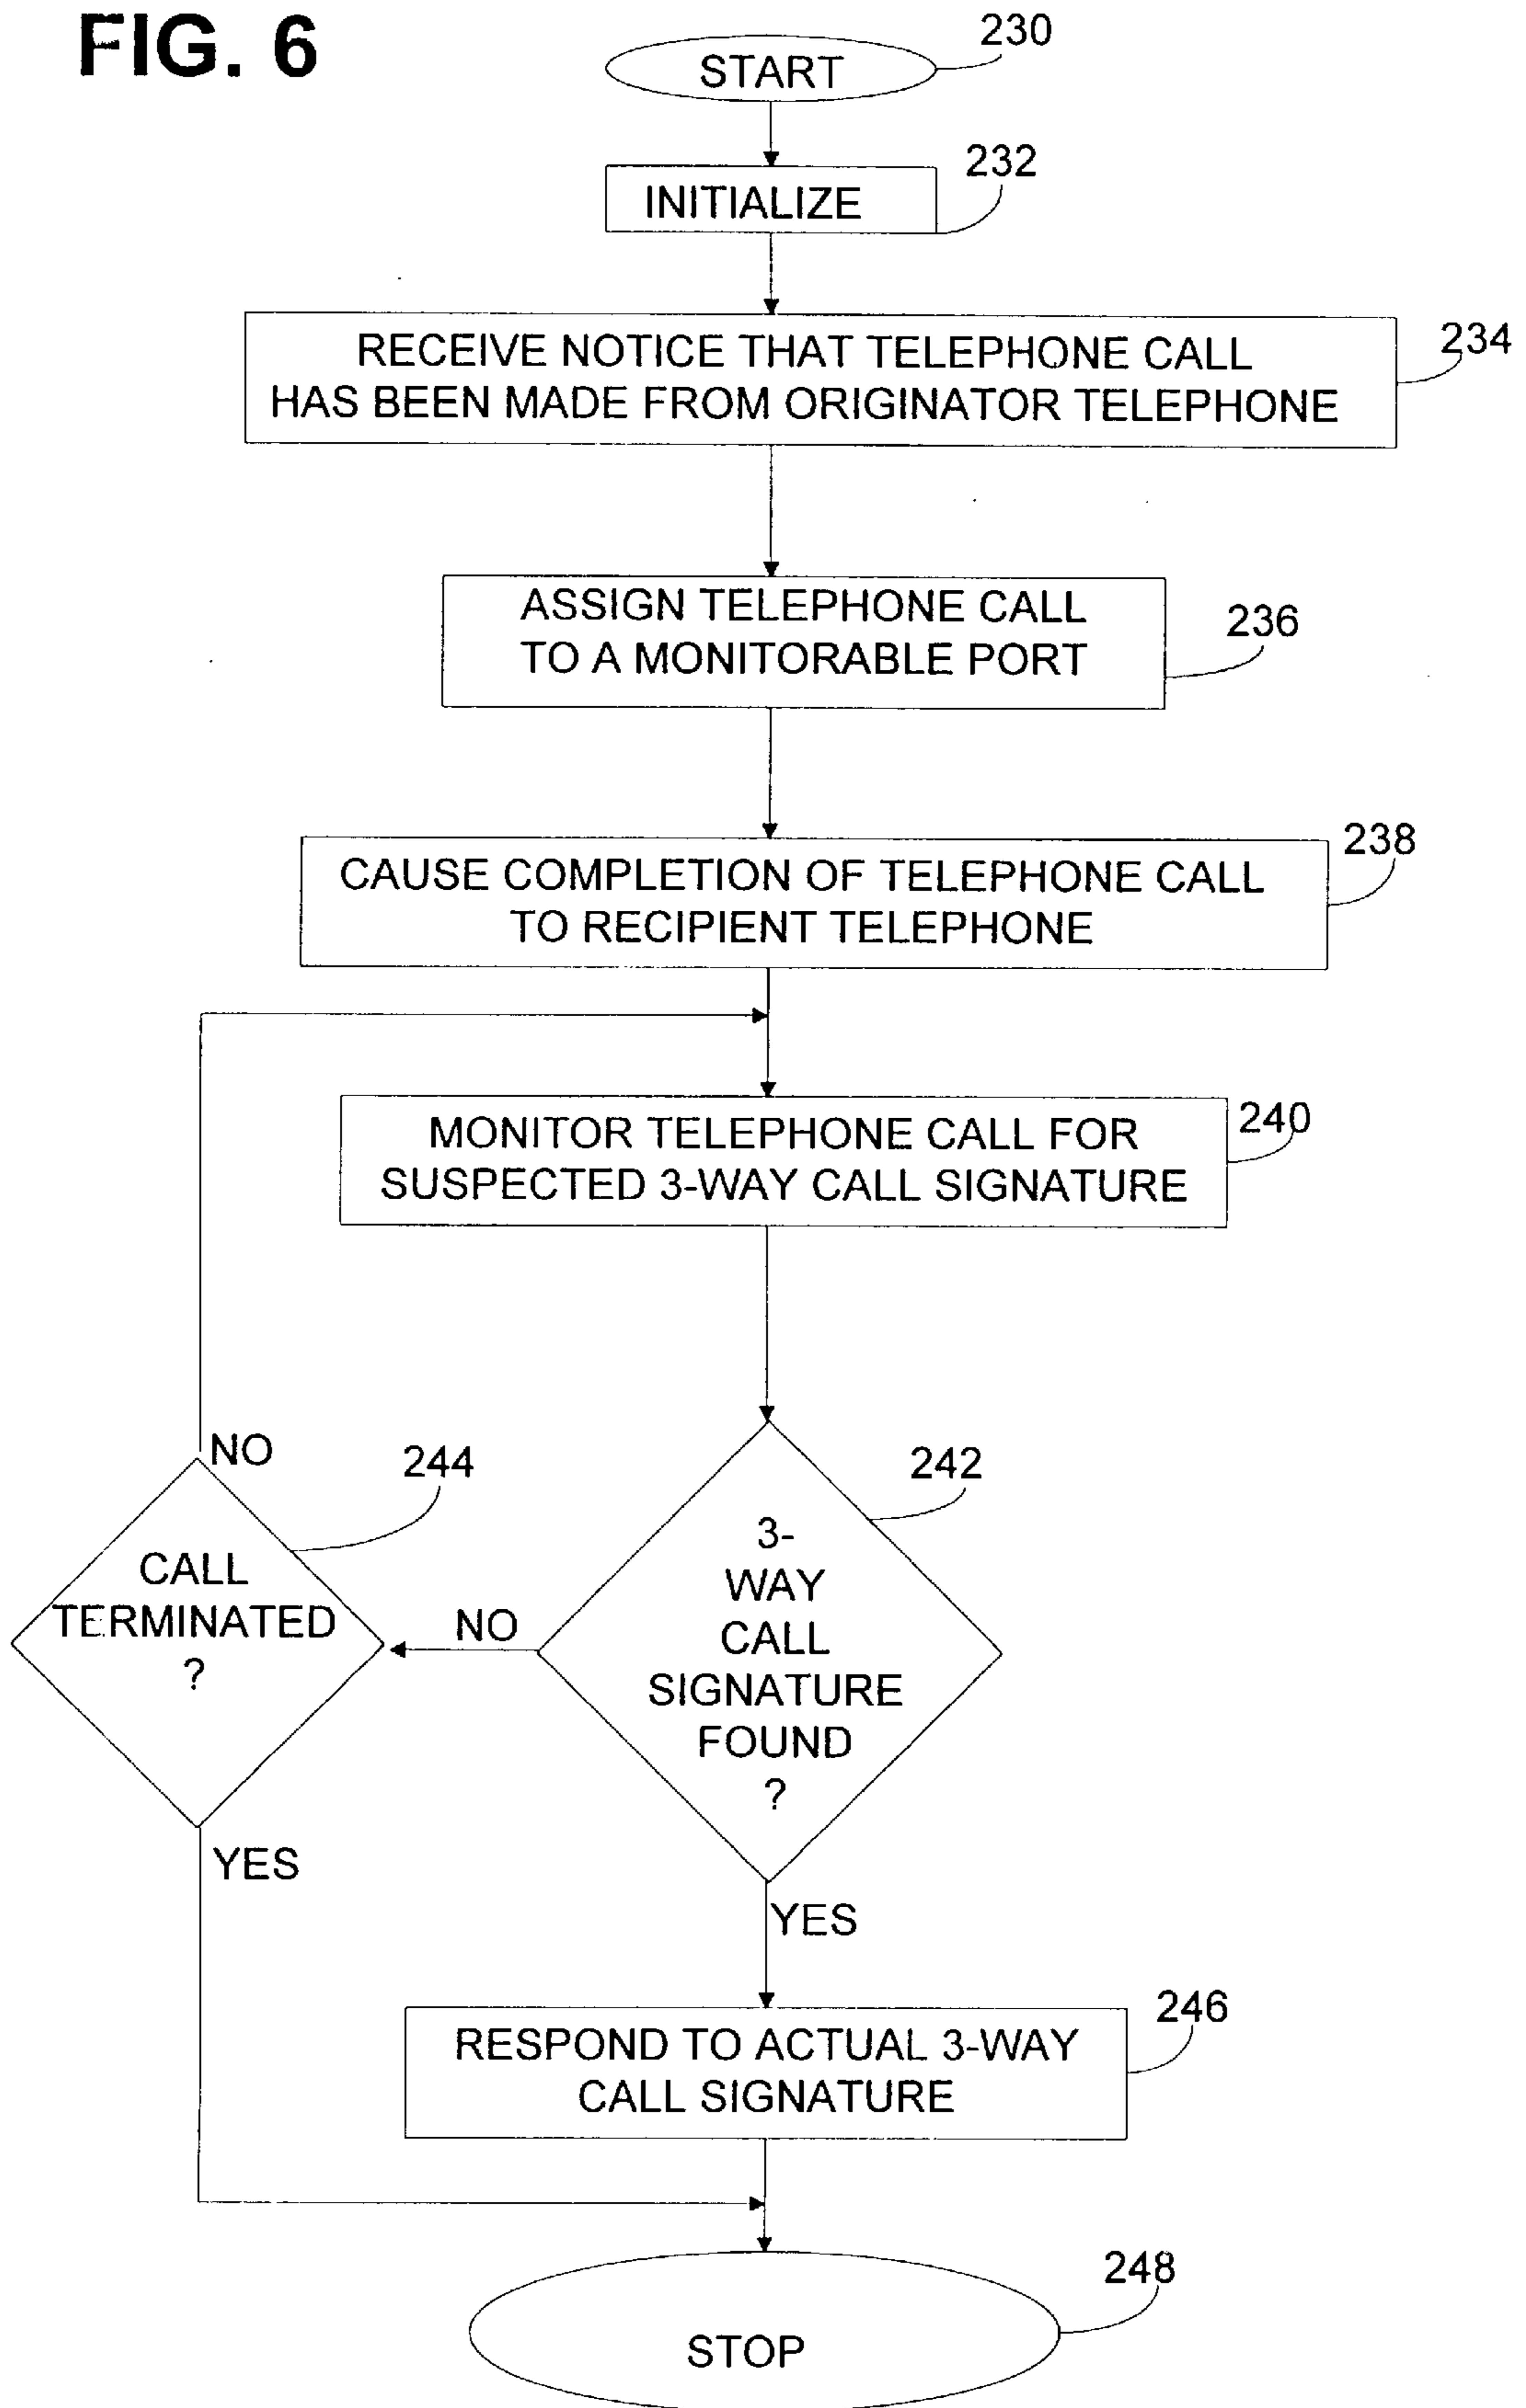 FIG. 6
230
START
232
INITIALIZE
234
RECEIVE NOTICE THAT TELEPHONE CALL
HAS BEEN MADE FROM ORIGINATOR TELEPHONE
236
ASSIGN TELEPHONE CALL
TO A MONITORABLE PORT
238
CAUSE COMPLETION OF TELEPHONE CALL
TO RECIPIENT TELEPHONE
240
MONITOR TELEPHONE CALL FOR
SUSPECTED 3-WAY CALL SIGNATURE
NO
244
242
CALL
TERMINATED
?
NO
3-
WAY
CALL
SIGNATURE
FOUND
?
YES
YES
246
RESPOND TO ACTUAL 3-WAY
CALL SIGNATURE
248
STOP